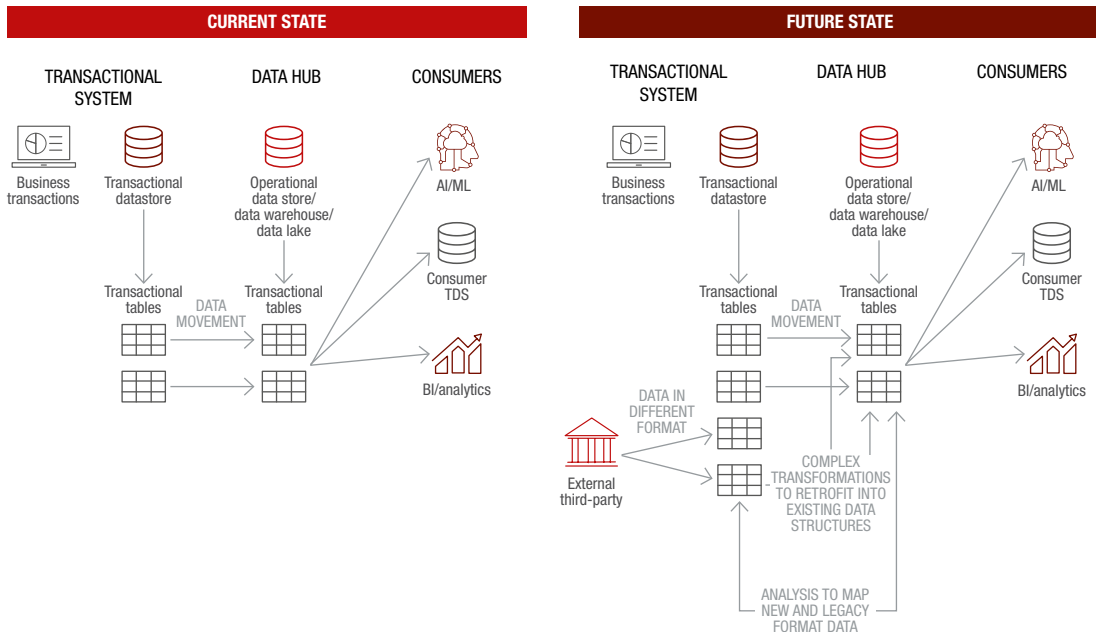 CURRENT STATE
TRANSACTIONAL
SYSTEM
DATA HUB
CONSUMERS
Business
transactions
Transactional
datastore
Operational
data store/
data warehouse/
data lake
AI/ML
Consumer
TDS
Transactional
tables
DATA
MOVEMENT
Transactional
tables
BI/analytics
FUTURE STATE
TRANSACTIONAL
SYSTEM
DATA HUB
CONSUMERS
Business
transactions
Transactional
datastore
Operational
data store/
data warehouse/
data lake
AI/ML
Consumer
TDS
Transactional
tables
DATA
MOVEMENT
Transactional
tables
BI/analytics
DATA IN
DIFFERENT
FORMAT
External
third-party
COMPLEX
TRANSFORMATIONS
TO RETROFIT INTO
EXISTING DATA
STRUCTURES
ANALYSIS TO MAP
NEW AND LEGACY
FORMAT DATA